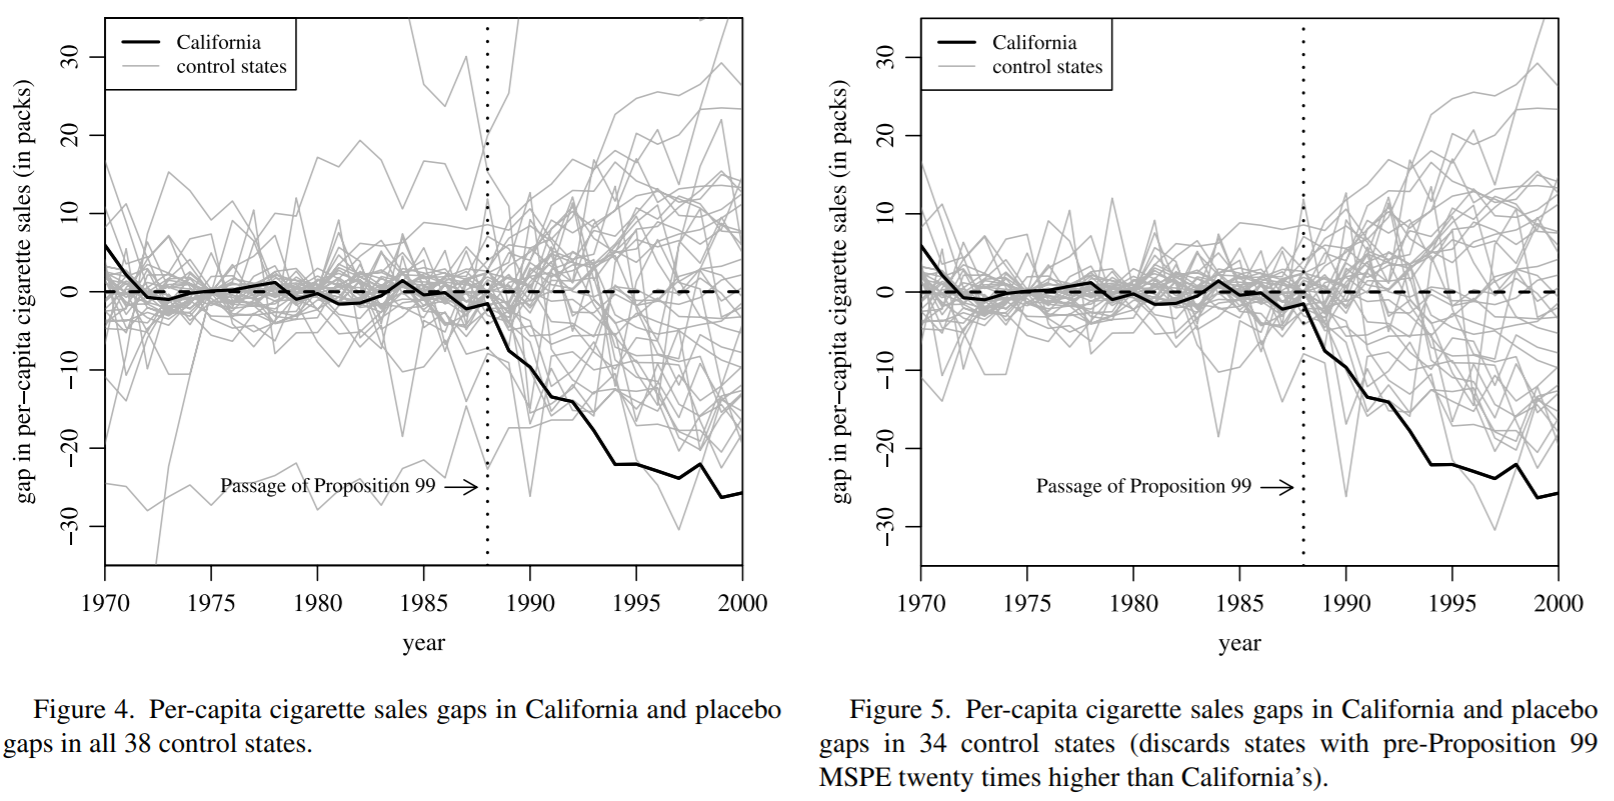 California
control states
30
20
10
0
−10
−20
−30
gap in per−capita cigarette sales (in packs)
Passage of Proposition 99
1970
1975
1980
1985
1990
1995
2000
year
Figure 4. Per-capita cigarette sales gaps in California and placebo
gaps in all 38 control states.
California
control states
30
20
10
0
−10
−20
−30
gap in per−capita cigarette sales (in packs)
Passage of Proposition 99
1970
1975
1980
1985
1990
1995
2000
year
Figure 5. Per-capita cigarette sales gaps in California and placebo
gaps in 34 control states (discards states with pre-Proposition 99
MSPE twenty times higher than California’s).